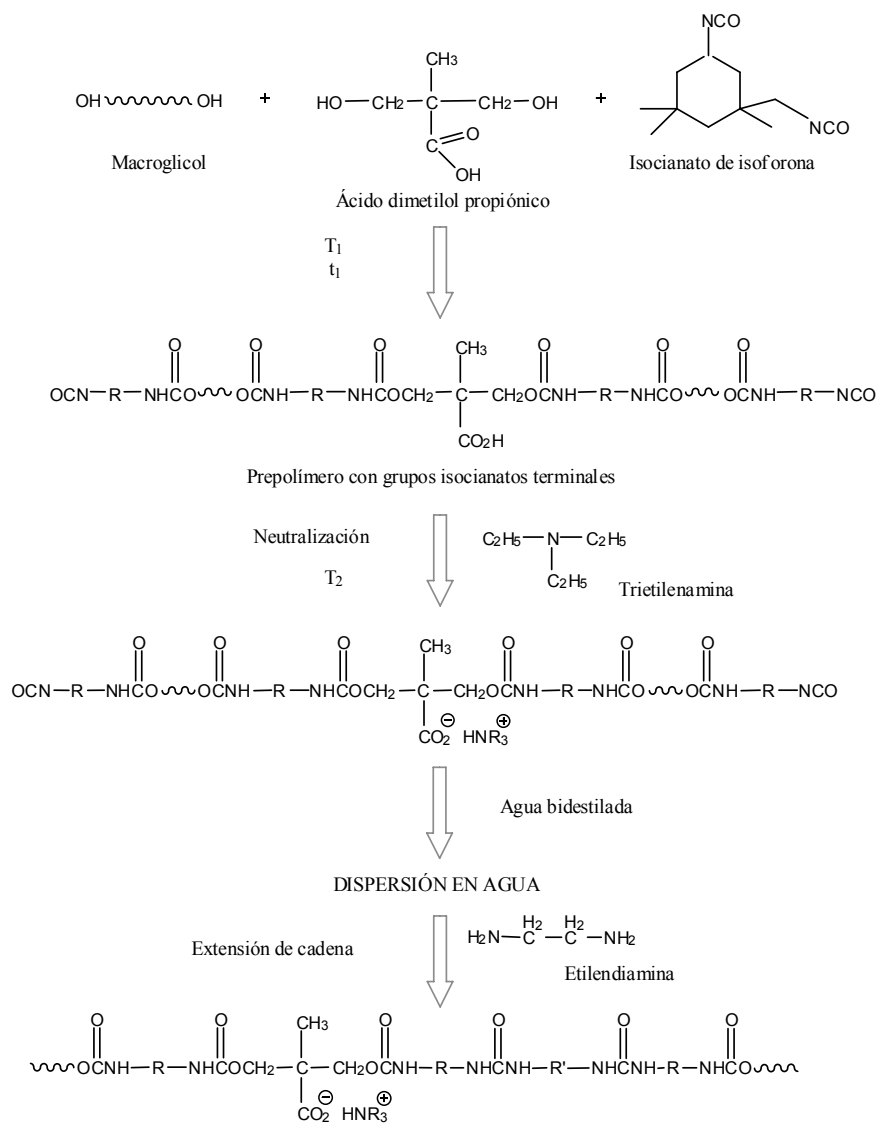 NCO
CH3
OH OH + HO CH2 C CH2 OH + NCO
C O
OH
Macroglicol
Isocianato de isoforona
Ácido dimetilol propiónico
T1
t1
O O O CH3 O O O
OCN R NHCO OCNH R NHCOCH2 C CH2OCNH R NHCO OCNH R NCO
CO2H
Prepolímero con grupos isocianatos terminales
Neutralización
T2
C2H5 N C2H5
C2H5
Trietilenamina
O O O CH3 O O O
OCN R NHCO OCNH R NHCOCH2 C CH2OCNH R NHCO OCNH R NCO
CO2 ⊖ HNR3 ⊕
Agua bidestilada
DISPERSIÓN EN AGUA
Extensión de cadena
H2 H2
H2N C C NH2
Etilendiamina
O O CH3 O O O O
OCNH R NHCOCH2 C CH2OCNH R NHCNH R' NHCNH R NHCO
CO2 ⊖ HNR3 ⊕